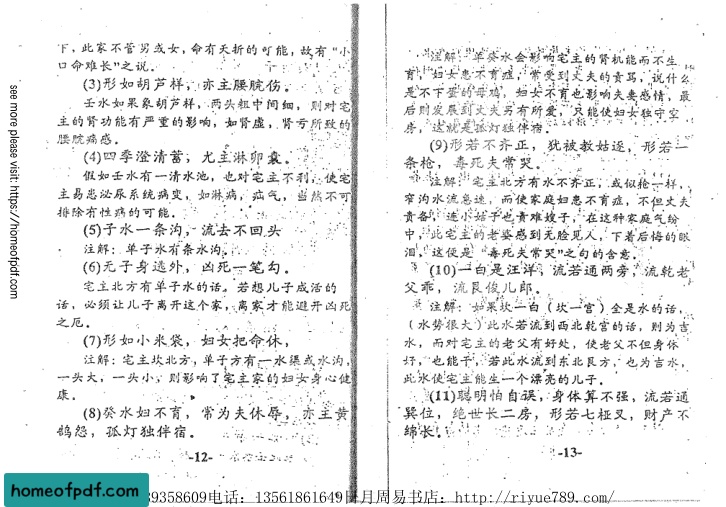 下，此家不管男或女，命有夭折的可能，故有“小
口命难长”之说。
(3)形如胡芦样，亦主腰脘伤。
壬水如果象葫芦样，两头粗中间细，则对宅
主的肾功能有严重的影响，如肾虚，肾亏所致的
腰脘病感。
(4)四季澄清蓄，尤主淋卵囊。
假如壬水有一清水池，也对宅主不利，使宅
主易患泌尿系统病变，如淋病，疝气，当然不可
排除有性病的可能。
(5)子水一条沟，流去不回头
注解：单子水有条水沟，
(6)无子身逃外，凶死一笔勾。
宅主北方有单子水的话。若想儿子成活的
话，必须让儿子离开这个家，离家才能避开凶死
之厄。
(7)形如小米袋，妇女把命休，
注解：宅主坎北方，单子方有一水渠或水沟，
一头大，一头小，则影响了宅主家的妇女身心健
康。
(8)癸水妇不育，常为夫休辱，亦主黄
鹄怨，孤灯独伴宿。
-12-
注解：单癸水会影响宅主的肾机能而不生
育，妇女患不育症，常受到丈夫的责骂，说什么
是不下蛋的母鸡，妇女不育也影响夫妻感情，最
后则发展到丈夫另有所爱，只能使妇女独守空
房，这就是孤灯独伴宿。
(9)形若不齐正，犹被教姑逐，形若一
条枪，毒死夫常哭。
注解：宅主北方有水不齐正，或似枪一样，
窄沟水流急速，而使家庭妇患不育症，不但丈夫
责备，连小姑子也责难嫂子，在这种家庭气纷
中，此宅主的老婆感到无脸见人，下着后悔的眼
泪。这便是“毒死夫常哭”之句的含意。
(10)一白是汪洋，流若通两旁，流乾老
父乖，流艮俊儿郎。
注解：如果坎一白（坎一宫）全是水的话，
（水势很大）此水若流到西北乾宫的话，则为吉
水，而对宅主的老父有好处，使老父不但身体
好，也能干，若此水流到东北艮方，也为吉水，
此水使宅主能生一个漂亮的儿子。
(11)聪明怕自误，身体算不强，流若通
巽位，绝世长二房，形若七桠叉，财产不
绵长。
-13-
see more please visit: https://homeofpdf.com
homeofpdf.com
39358609电话：13561861649日月周易书店：http://riyue789.com/